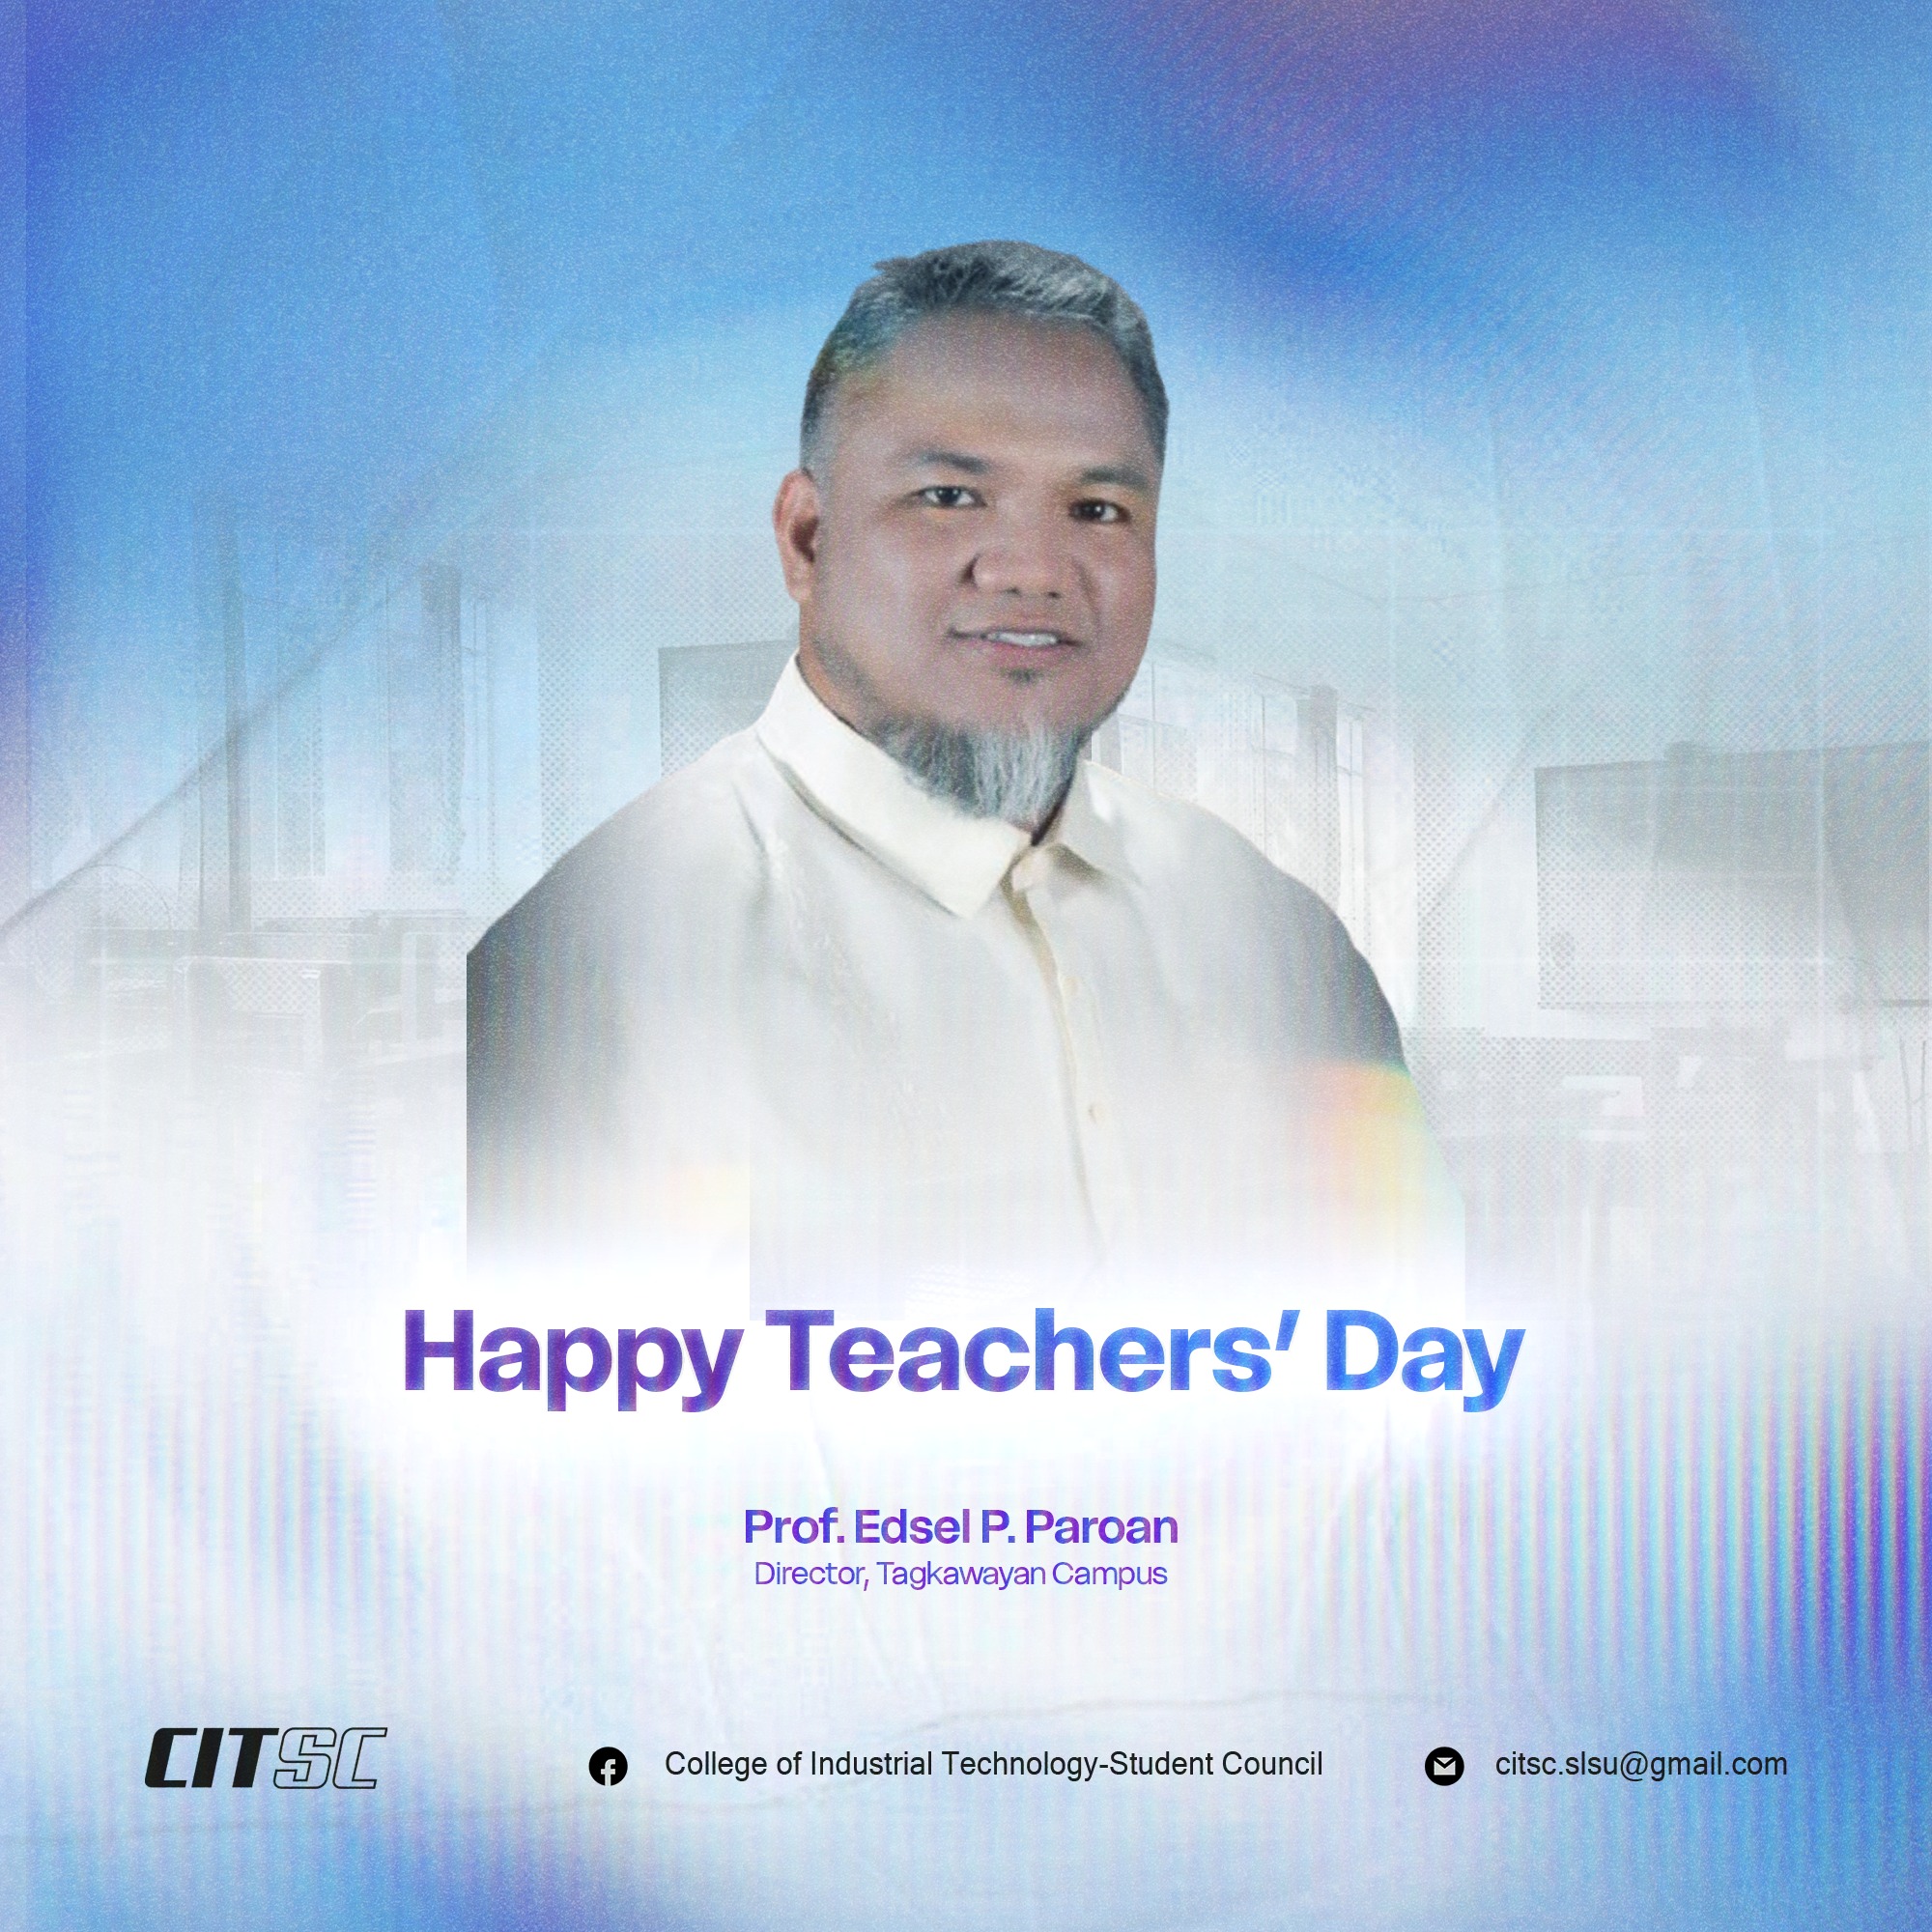 Happy Teachers’ Day
Prof. Edsel P. Paroan
Director, Tagkawayan Campus
CITSC
College of Industrial Technology-Student Council
citsc.slsu@gmail.com